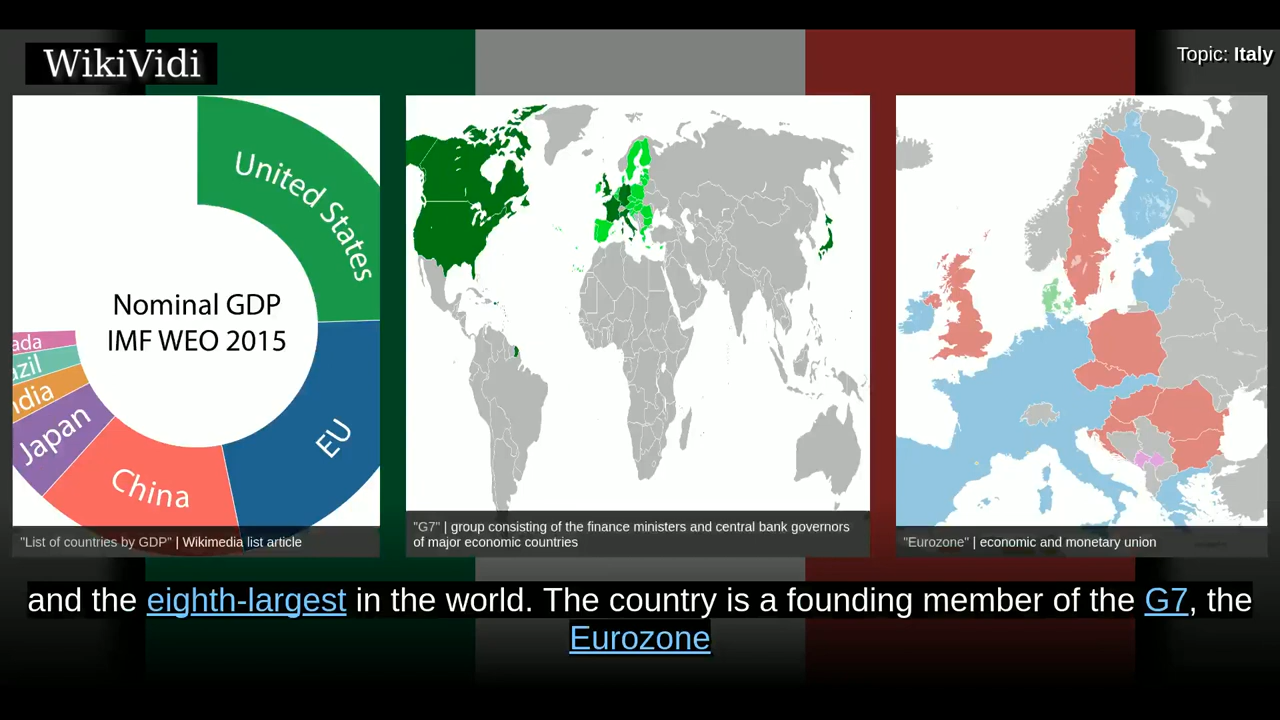 WikiVidi
Topic: Italy
United States
Nominal GDP
IMF WEO 2015
ada
azil
ndia
Japan
China
EU
"List of countries by GDP" | Wikimedia list article
"G7" | group consisting of the finance ministers and central bank governors
of major economic countries
"Eurozone" | economic and monetary union
and the eighth-largest in the world. The country is a founding member of the G7, the
Eurozone